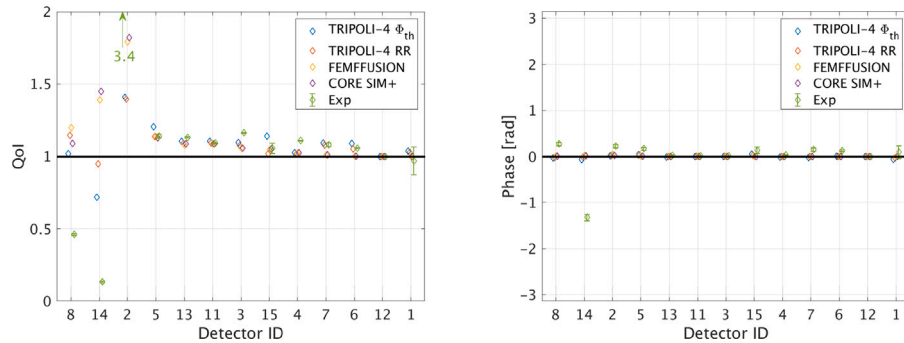 2
1.5
1
0.5
0
QoI
3.4
TRIPOLI-4 Φth
TRIPOLI-4 RR
FEMFFUSION
CORE SIM+
Exp
8 14 2 5 13 11 3 15 4 7 6 12 1
Detector ID
3
2
1
0
-1
-2
-3
Phase [rad]
TRIPOLI-4 Φth
TRIPOLI-4 RR
FEMFFUSION
CORE SIM+
Exp
8 14 2 5 13 11 3 15 4 7 6 12 1
Detector ID